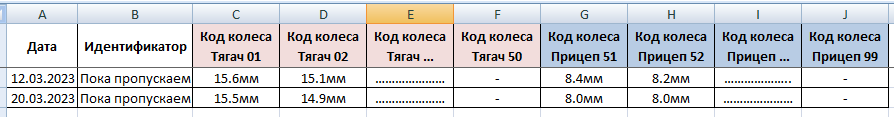 A B C D E F G H I J
Дата Идентификатор Код колеса Тягач 01 Код колеса Тягач 02 Код колеса Тягач ... Код колеса Тягач 50 Код колеса Прицеп 51 Код колеса Прицеп 52 Код колеса Прицеп ... Код колеса Прицеп 99
12.03.2023 Пока пропускаем 15.6мм 15.1мм ………………… - 8.4мм 8.2мм ……………….. -
20.03.2023 Пока пропускаем 15.5мм 14.9мм ………………… - 8.0мм 8.0мм ………………… -